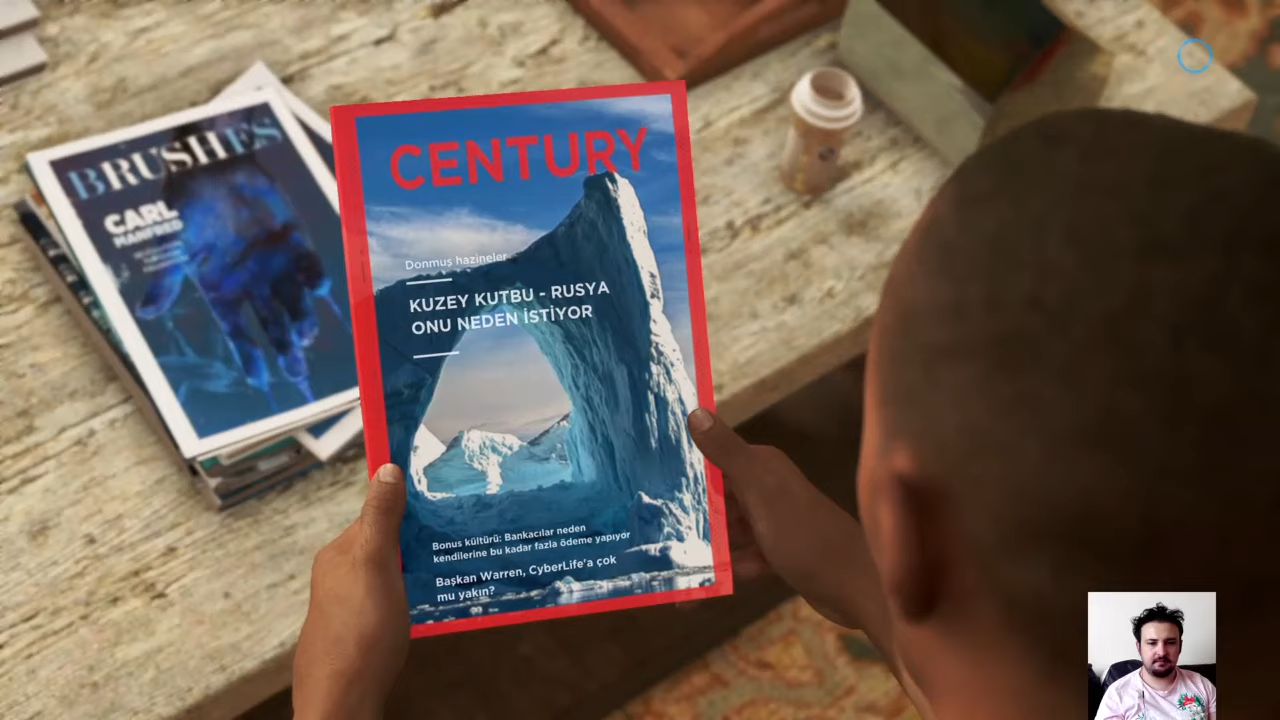 BRUSHES
CARL
MANFRED
CENTURY
Donmuş hazineler
KUZEY KUTBU - RUSYA
ONU NEDEN İSTİYOR
Bonus kültürü: Bankacılar neden
kendilerine bu kadar fazla ödeme yapıyor
Başkan Warren, CyberLife'a çok
mu yakın?